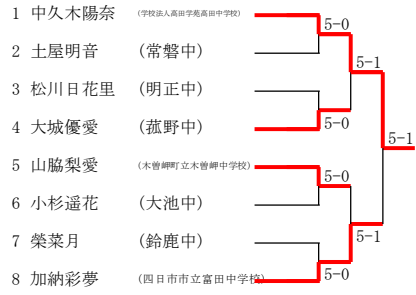 1 中久木陽奈 (学校法人高田学苑高田中学校)
5-0
2 土屋明音 (常磐中)
5-1
3 松川日花里 (明正中)
5-0
4 大城優愛 (菰野中)
5-1
5 山脇梨愛 (木曽岬町立木曽岬中学校)
5-0
6 小杉遥花 (大池中)
5-1
7 榮菜月 (鈴鹿中)
5-0
8 加納彩夢 (四日市市立富田中学校)